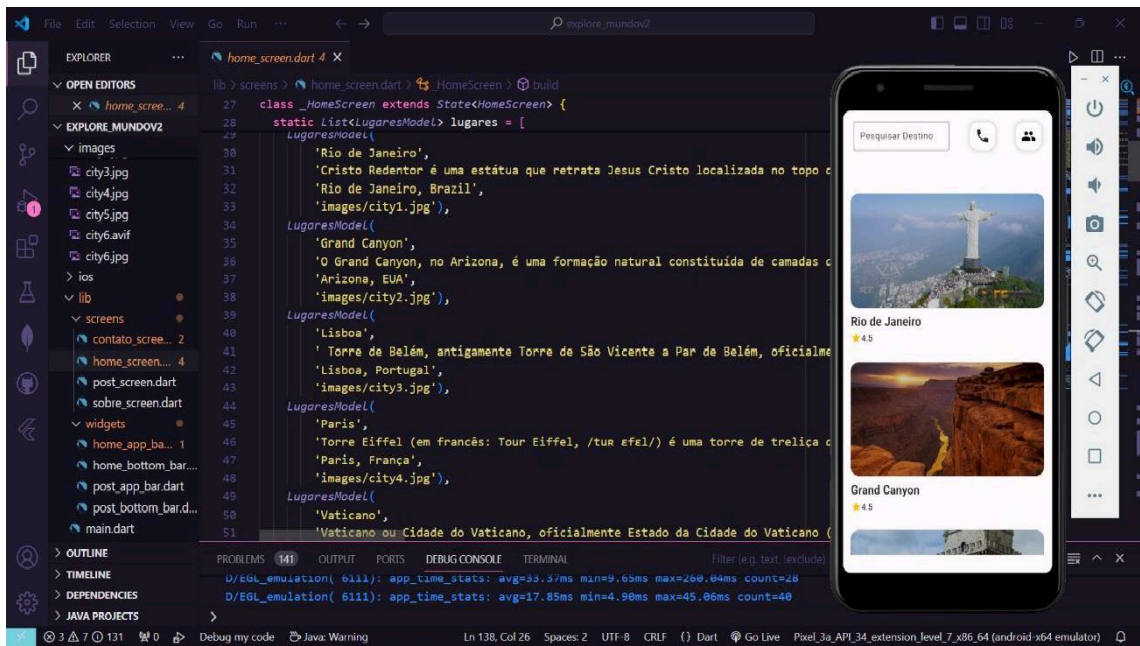 File Edit Selection View Go Run ··· explore_mundov2
EXPLORER
OPEN EDITORS
home_scree... 4
EXPLORE_MUNDOV2
images
city3.jpg
city4.jpg
city5.jpg
city6.avif
city6.jpg
ios
lib
screens
contato_scree... 2
home_screen.... 4
post_screen.dart
sobre_screen.dart
widgets
home_app_ba... 1
home_bottom_bar....
post_app_bar.dart
post_bottom_bar.d...
main.dart
OUTLINE
TIMELINE
DEPENDENCIES
JAVA PROJECTS
1
home_screen.dart 4
lib > screens > home_screen.dart > _HomeScreen > build
27 class _HomeScreen extends State<HomeScreen> {
28 static List<LugaresModel> lugares = [
29 LugaresModel(
30 'Rio de Janeiro',
31 'Cristo Redentor é uma estátua que retrata Jesus Cristo localizada no topo
32 'Rio de Janeiro, Brazil',
33 'images/city1.jpg'),
34 LugaresModel(
35 'Grand Canyon',
36 'O Grand Canyon, no Arizona, é uma formação natural constituída de camadas
37 'Arizona, EUA',
38 'images/city2.jpg'),
39 LugaresModel(
40 'Lisboa',
41 ' Torre de Belém, antigamente Torre de São Vicente a Par de Belém, oficialme
42 'Lisboa, Portugal',
43 'images/city3.jpg'),
44 LugaresModel(
45 'Paris',
46 'Torre Eiffel (em francês: Tour Eiffel, /tuʀ ɛfɛl/) é uma torre de treliça
47 'Paris, França',
48 'images/city4.jpg'),
49 LugaresModel(
50 'Vaticano',
51 'Vaticano ou Cidade do Vaticano, oficialmente Estado da Cidade do Vaticano (
PROBLEMS 141 OUTPUT PORTS DEBUG CONSOLE TERMINAL Filter (e.g. text, !exclude)
D/EGL_emulation( 6111): app_time_stats: avg=33.37ms min=9.65ms max=260.04ms count=28
D/EGL_emulation( 6111): app_time_stats: avg=17.85ms min=4.90ms max=45.06ms count=40
Pesquisar Destino
Rio de Janeiro
4.5
Grand Canyon
4.5
3 7 131 0 Debug my code Java: Warning Ln 138, Col 26 Spaces: 2 UTF-8 CRLF {} Dart Go Live Pixel_3a_API_34_extension_level_7_x86_64 (android-x64 emulator)